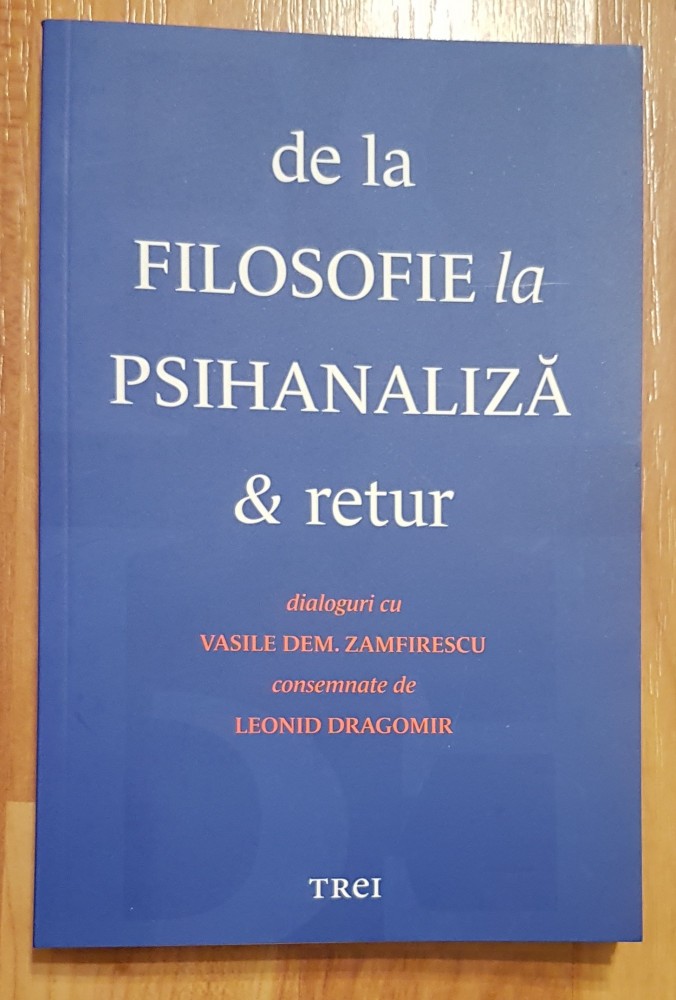 de la
FILOSOFIE la
PSIHANALIZĂ
& retur
dialoguri cu
VASILE DEM. ZAMFIRESCU
consemnate de
LEONID DRAGOMIR
TREI